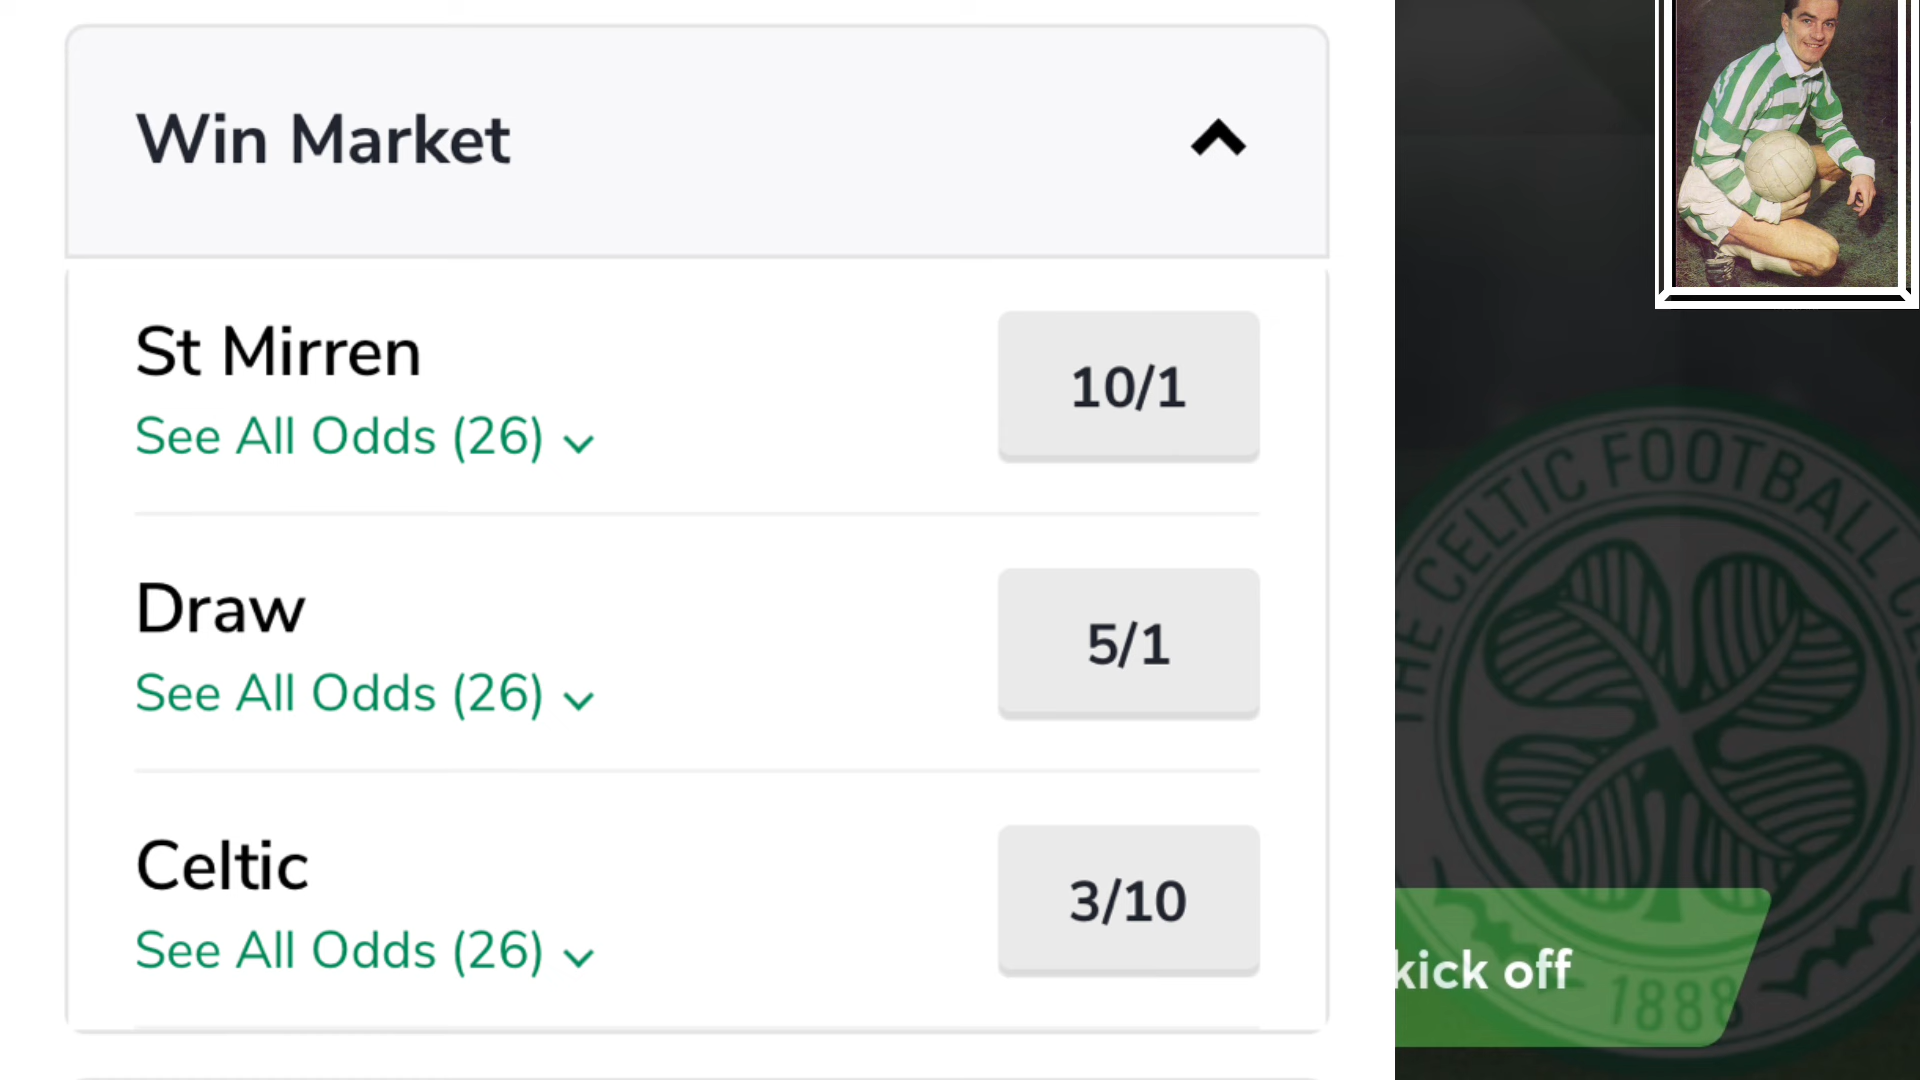 Win Market
St Mirren
See All Odds (26)
10/1
Draw
See All Odds (26)
5/1
Celtic
See All Odds (26)
3/10
THE CELTIC FOOTBALL
kick off
1888